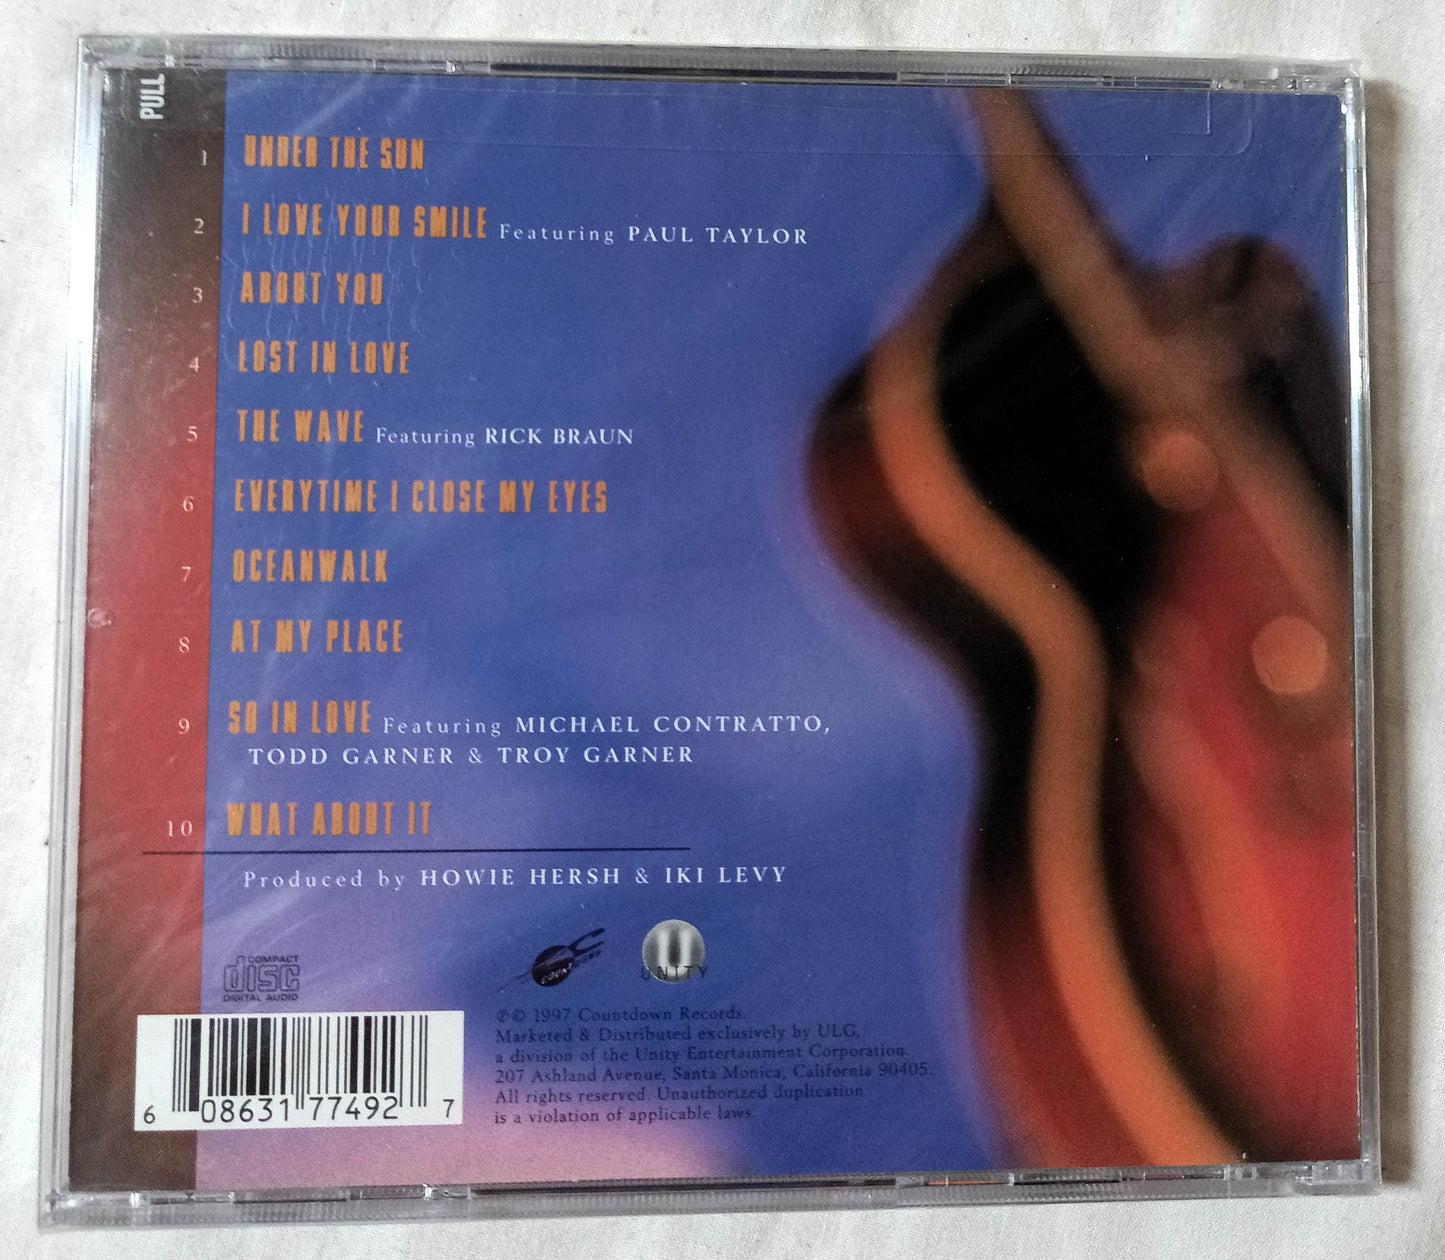 PULL
1 UNDER THE SUN
2 I LOVE YOUR SMILE Featuring PAUL TAYLOR
3 ABOUT YOU
4 LOST IN LOVE
5 THE WAVE Featuring RICK BRAUN
6 EVERYTIME I CLOSE MY EYES
7 OCEANWALK
8 AT MY PLACE
9 SO IN LOVE Featuring MICHAEL CONTRATTO,
TODD GARNER & TROY GARNER
10 WHAT ABOUT IT
Produced by HOWIE HERSH & IKI LEVY
COMPACT
disc
DIGITAL AUDIO
COUNTDOWN
U
UNITY
℗© 1997 Countdown Records.
Marketed & Distributed exclusively by ULG,
a division of the Unity Entertainment Corporation.
207 Ashland Avenue, Santa Monica, California 90405.
All rights reserved. Unauthorized duplication
is a violation of applicable laws.
6 08631 77492 7